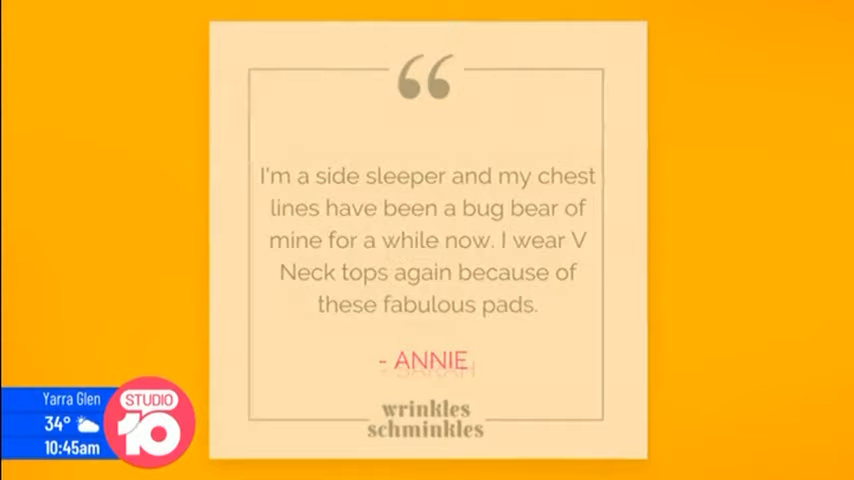 “
I'm a side sleeper and my chest
lines have been a bug bear of
mine for a while now. I wear V
Neck tops again because of
these fabulous pads.
- ANNIE
wrinkles
schminkles
Yarra Glen
34°
10:45am
STUDIO
10